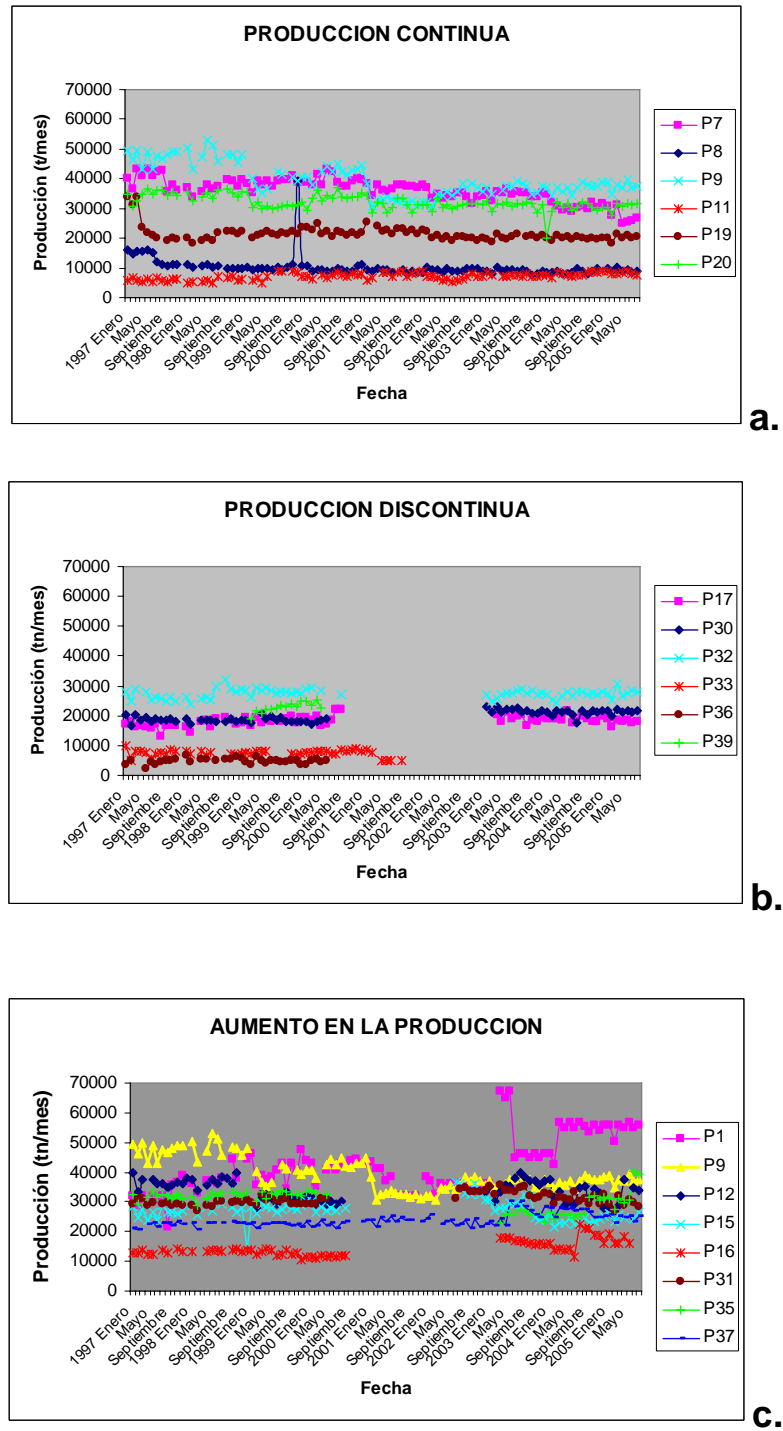 PRODUCCION CONTINUA
70000
60000
50000
40000
30000
20000
10000
0
Producción (t/mes)
1997 Enero
Mayo
Septiembre
1998 Enero
Mayo
Septiembre
1999 Enero
Mayo
Septiembre
2000 Enero
Mayo
Septiembre
2001 Enero
Mayo
Septiembre
2002 Enero
Mayo
Septiembre
2003 Enero
Mayo
Septiembre
2004 Enero
Mayo
Septiembre
2005 Enero
Mayo
Fecha
P7
P8
P9
P11
P19
P20
a.
PRODUCCION DISCONTINUA
70000
60000
50000
40000
30000
20000
10000
0
Producción (tn/mes)
1997 Enero
Mayo
Septiembre
1998 Enero
Mayo
Septiembre
1999 Enero
Mayo
Septiembre
2000 Enero
Mayo
Septiembre
2001 Enero
Mayo
Septiembre
2002 Enero
Mayo
Septiembre
2003 Enero
Mayo
Septiembre
2004 Enero
Mayo
Septiembre
2005 Enero
Mayo
Fecha
P17
P30
P32
P33
P36
P39
b.
AUMENTO EN LA PRODUCCION
70000
60000
50000
40000
30000
20000
10000
0
Producción (tn/mes)
1997 Enero
Mayo
Septiembre
1998 Enero
Mayo
Septiembre
1999 Enero
Mayo
Septiembre
2000 Enero
Mayo
Septiembre
2001 Enero
Mayo
Septiembre
2002 Enero
Mayo
Septiembre
2003 Enero
Mayo
Septiembre
2004 Enero
Mayo
Septiembre
2005 Enero
Mayo
Fecha
P1
P9
P12
P15
P16
P31
P35
P37
c.